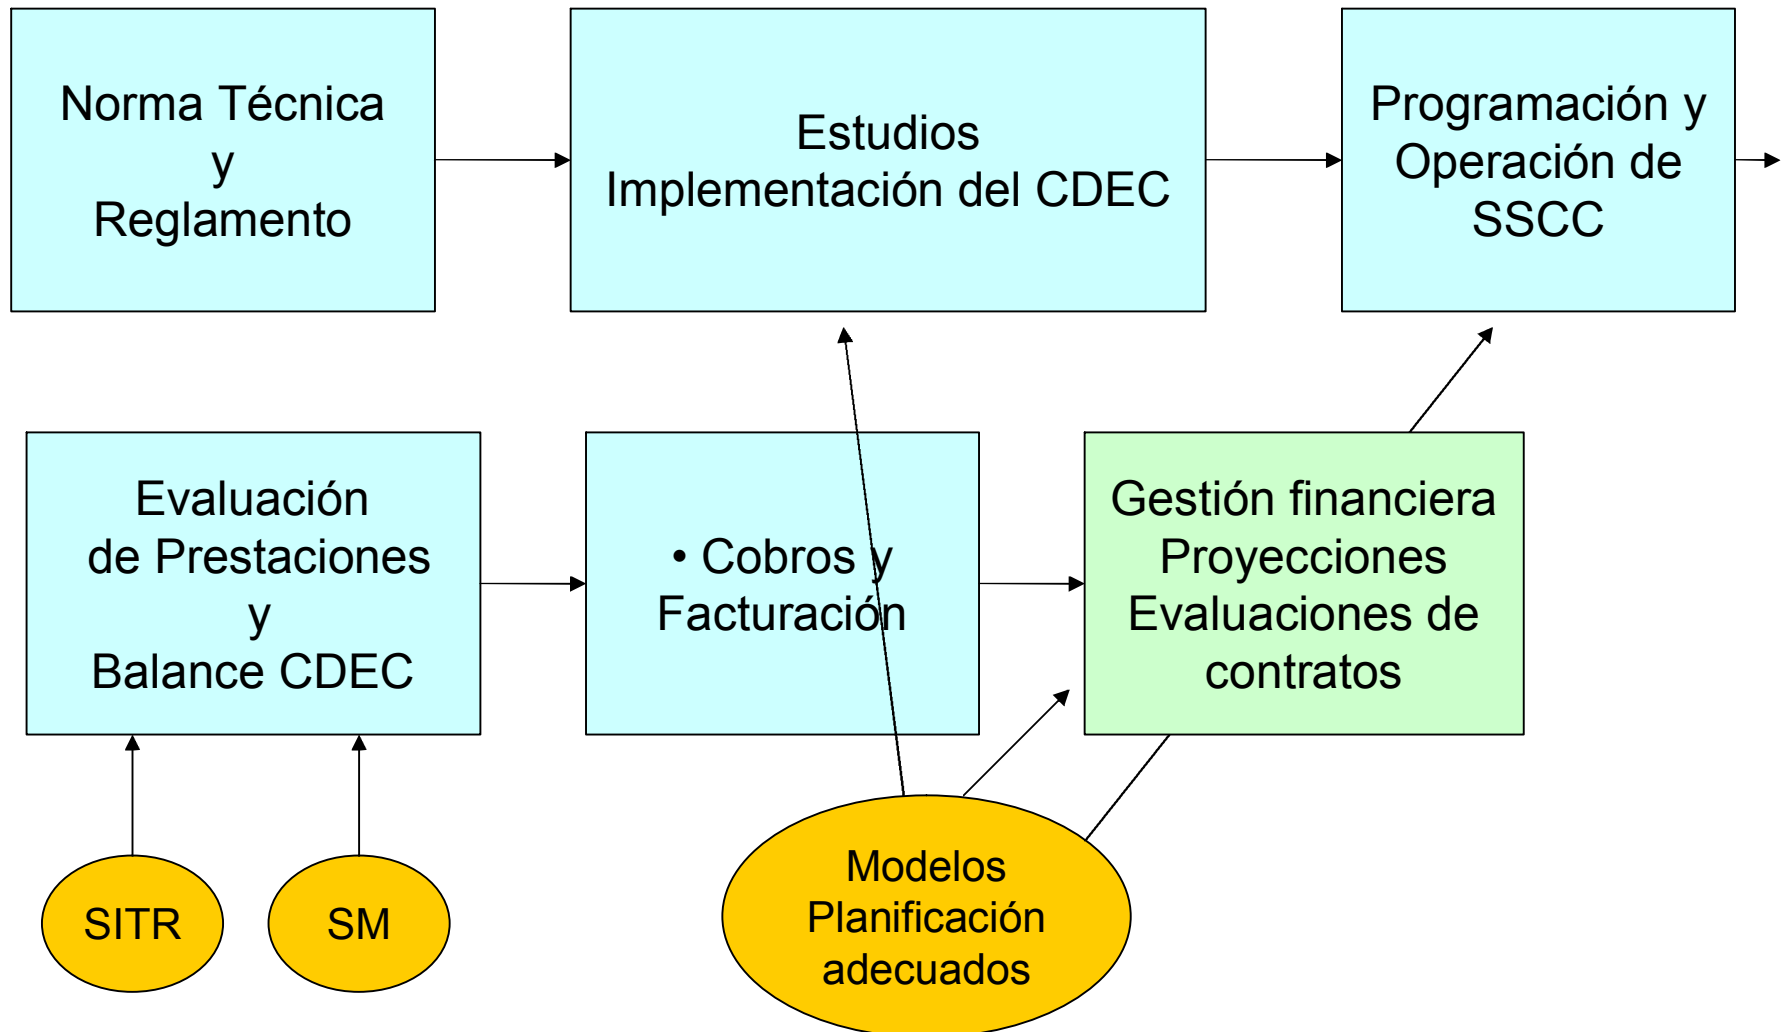 Norma Técnica
y
Reglamento
Estudios
Implementación del CDEC
Programación y
Operación de
SSCC
Evaluación
de Prestaciones
y
Balance CDEC
• Cobros y
Facturación
Gestión financiera
Proyecciones
Evaluaciones de
contratos
SITR
SM
Modelos
Planificación
adecuados